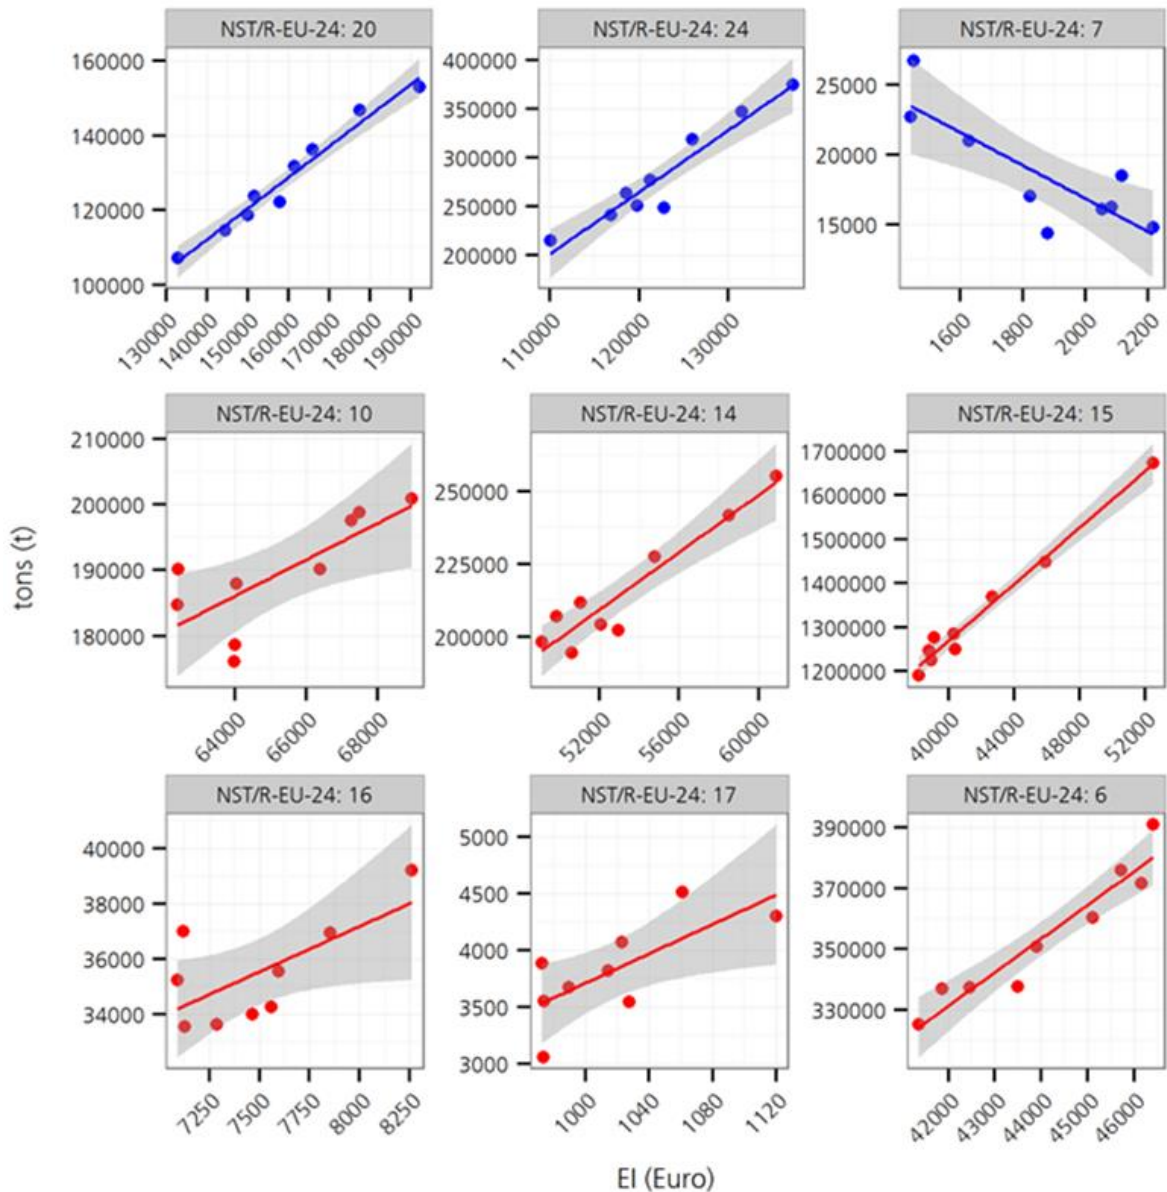 NST/R-EU-24: 20 NST/R-EU-24: 24 NST/R-EU-24: 7
160000
140000
120000
100000
130000 140000 150000 160000 170000 180000 190000
400000
350000
300000
250000
200000
110000 120000 130000
25000
20000
15000
1600 1800 2000 2200
NST/R-EU-24: 10 NST/R-EU-24: 14 NST/R-EU-24: 15
210000
200000
190000
180000
64000 66000 68000
250000
225000
200000
52000 56000 60000
1700000
1600000
1500000
1400000
1300000
1200000
40000 44000 48000 52000
tons (t)
NST/R-EU-24: 16 NST/R-EU-24: 17 NST/R-EU-24: 6
40000
38000
36000
34000
7250 7500 7750 8000 8250
5000
4500
4000
3500
3000
1000 1040 1080 1120
390000
370000
350000
330000
42000 43000 44000 45000 46000
EI (Euro)